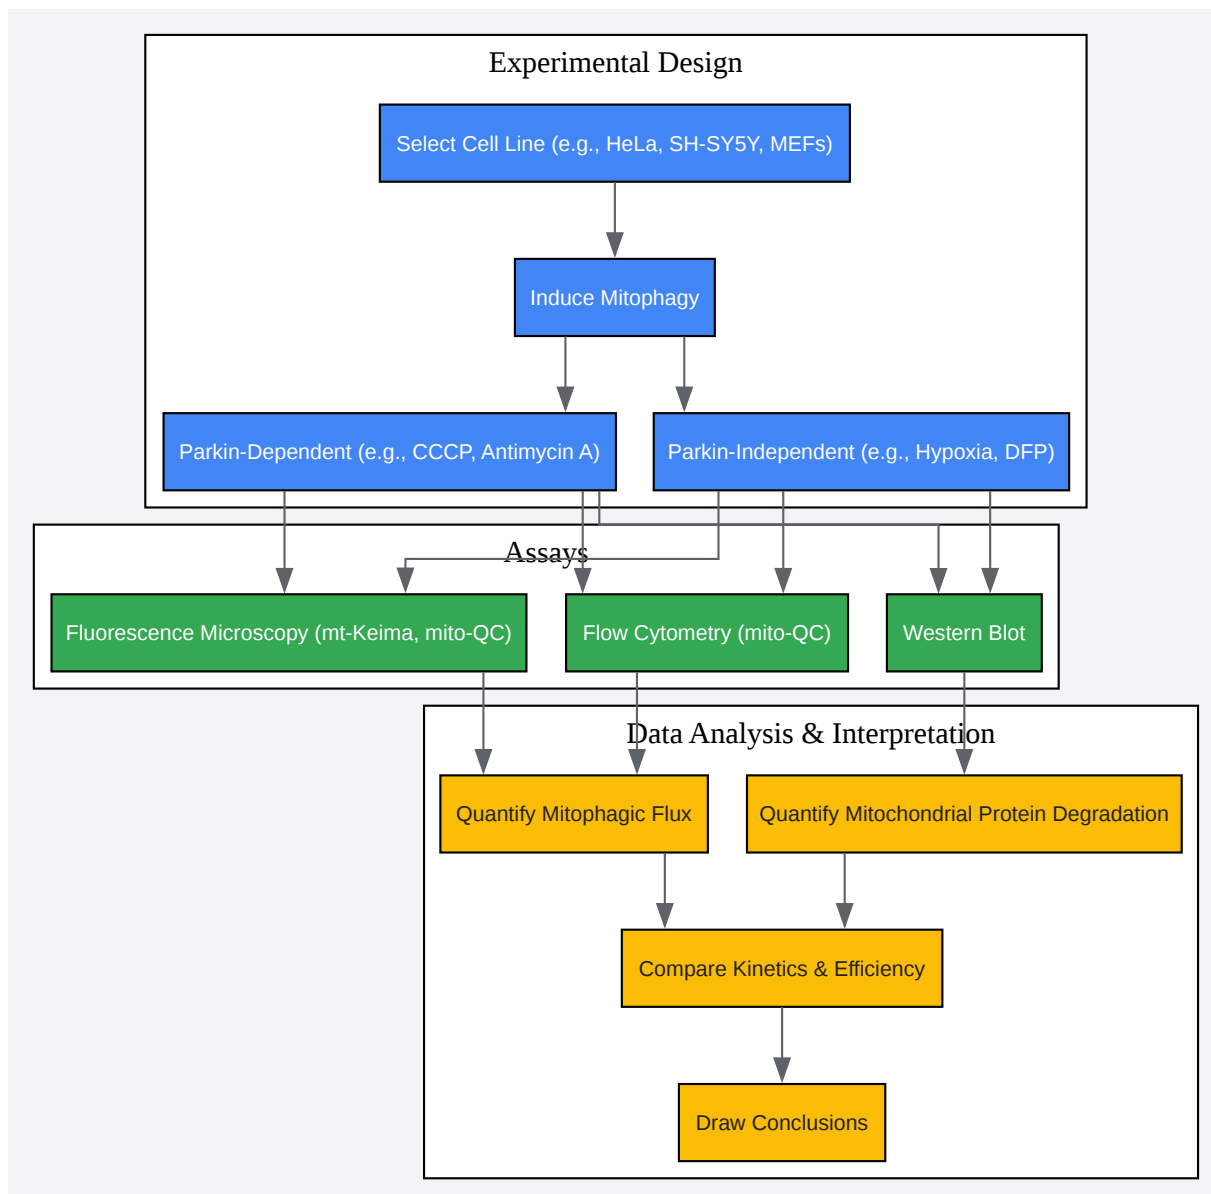 Experimental Design
Select Cell Line (e.g., HeLa, SH-SY5Y, MEFs)
Induce Mitophagy
Parkin-Dependent (e.g., CCCP, Antimycin A)
Parkin-Independent (e.g., Hypoxia, DFP)
Assays
Fluorescence Microscopy (mt-Keima, mito-QC)
Flow Cytometry (mito-QC)
Western Blot
Data Analysis & Interpretation
Quantify Mitophagic Flux
Quantify Mitochondrial Protein Degradation
Compare Kinetics & Efficiency
Draw Conclusions